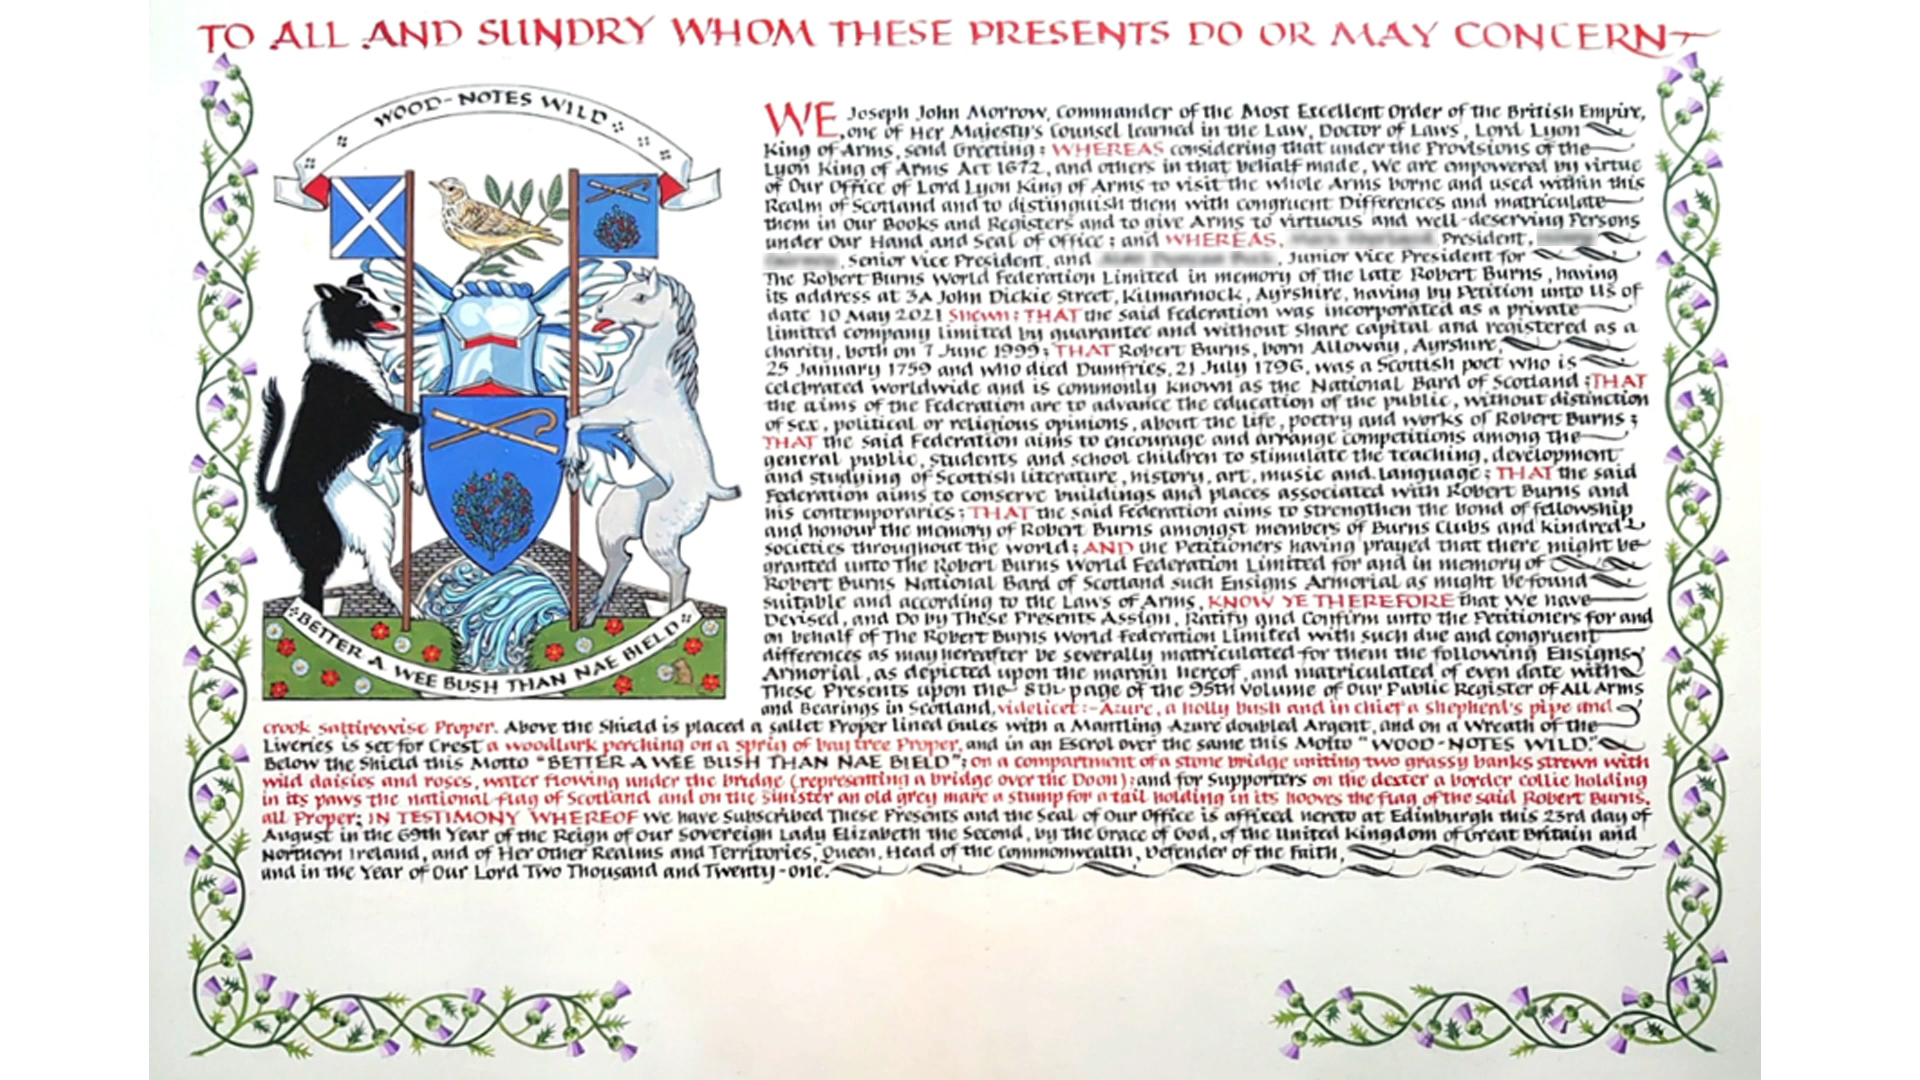 TO ALL AND SUNDRY WHOM THESE PRESENTS DO OR MAY CONCERN
WOOD-NOTES WILD
BETTER A WEE BUSH THAN NAE BIELD
WE Joseph John Morrow, Commander of the Most Excellent Order of the British Empire,
one of Her Majesty's Counsel learned in the Law, Doctor of Laws, Lord Lyon
King of Arms, send Greeting: WHEREAS considering that under the Provisions of the
Lyon King of Arms Act 1672, and others in that behalf made, We are empowered by virtue
of Our Office of Lord Lyon King of Arms to visit the whole Arms borne and used within this
Realm of Scotland and to distinguish them with congruent Differences and matriculate
them in Our Books and Registers and to give Arms to virtuous and well-deserving Persons
under Our Hand and Seal of Office; and WHEREAS, President,
, Senior Vice President, and , Junior Vice President for
The Robert Burns World Federation Limited in memory of the late Robert Burns, having
its address at 3A John Dickie Street, Kilmarnock, Ayrshire, having by Petition unto Us of
date 10 May 2021 Shewn: THAT the said Federation was incorporated as a private
limited company limited by guarantee and without share capital and registered as a
charity, both on 7 June 1999; THAT Robert Burns, born Alloway, Ayrshire,
25 January 1759 and who died Dumfries, 21 July 1796, was a Scottish poet who is
celebrated worldwide and is commonly known as the National Bard of Scotland; THAT
the aims of the Federation are to advance the education of the public, without distinction
of sex, political or religious opinions, about the life, poetry and works of Robert Burns;
THAT the said Federation aims to encourage and arrange competitions among the
general public, students and school children to stimulate the teaching, development
and studying of Scottish literature, history, art, music and language; THAT the said
Federation aims to conserve buildings and places associated with Robert Burns and
his contemporaries; THAT the said Federation aims to strengthen the bond of fellowship
and honour the memory of Robert Burns amongst members of Burns Clubs and kindred
societies throughout the world; AND the Petitioners having prayed that there might be
granted unto The Robert Burns World Federation Limited for and in memory of
Robert Burns National Bard of Scotland such Ensigns Armorial as might be found
suitable and according to the Laws of Arms, KNOW YE THEREFORE that We have
Devised, and Do by These Presents Assign, Ratify and Confirm unto the Petitioners for and
on behalf of The Robert Burns World Federation Limited with such due and congruent
differences as may hereafter be severally matriculated for them the following Ensigns
Armorial, as depicted upon the margin hereof, and matriculated of even date with
These Presents upon the 8th page of the 95th Volume of Our Public Register of All Arms
and Bearings in Scotland, videlicet:- Azure, a holly bush and in chief a shepherd's pipe and
crook saltirewise Proper. Above the Shield is placed a sallet Proper lined Gules with a Mantling Azure doubled Argent, and on a Wreath of the
Liveries is set for Crest a woodlark perching on a sprig of bay tree Proper, and in an Escrol over the same this Motto "WOOD-NOTES WILD."
Below the Shield this Motto "BETTER A WEE BUSH THAN NAE BIELD"; on a compartment of a stone bridge uniting two grassy banks strewn with
wild daisies and roses, water flowing under the bridge (representing a bridge over the Doon); and for Supporters on the dexter a border collie holding
in its paws the national flag of Scotland and on the sinister an old grey mare a stump for a tail holding in its hooves the flag of the said Robert Burns,
all Proper; IN TESTIMONY WHEREOF We have Subscribed These Presents and the Seal of Our Office is affixed hereto at Edinburgh this 23rd day of
August in the 69th Year of the Reign of Our Sovereign Lady Elizabeth the Second, by the Grace of God, of the United Kingdom of Great Britain and
Northern Ireland, and of Her Other Realms and Territories, Queen, Head of the Commonwealth, Defender of the Faith,
and in the Year of Our Lord Two Thousand and Twenty-one.